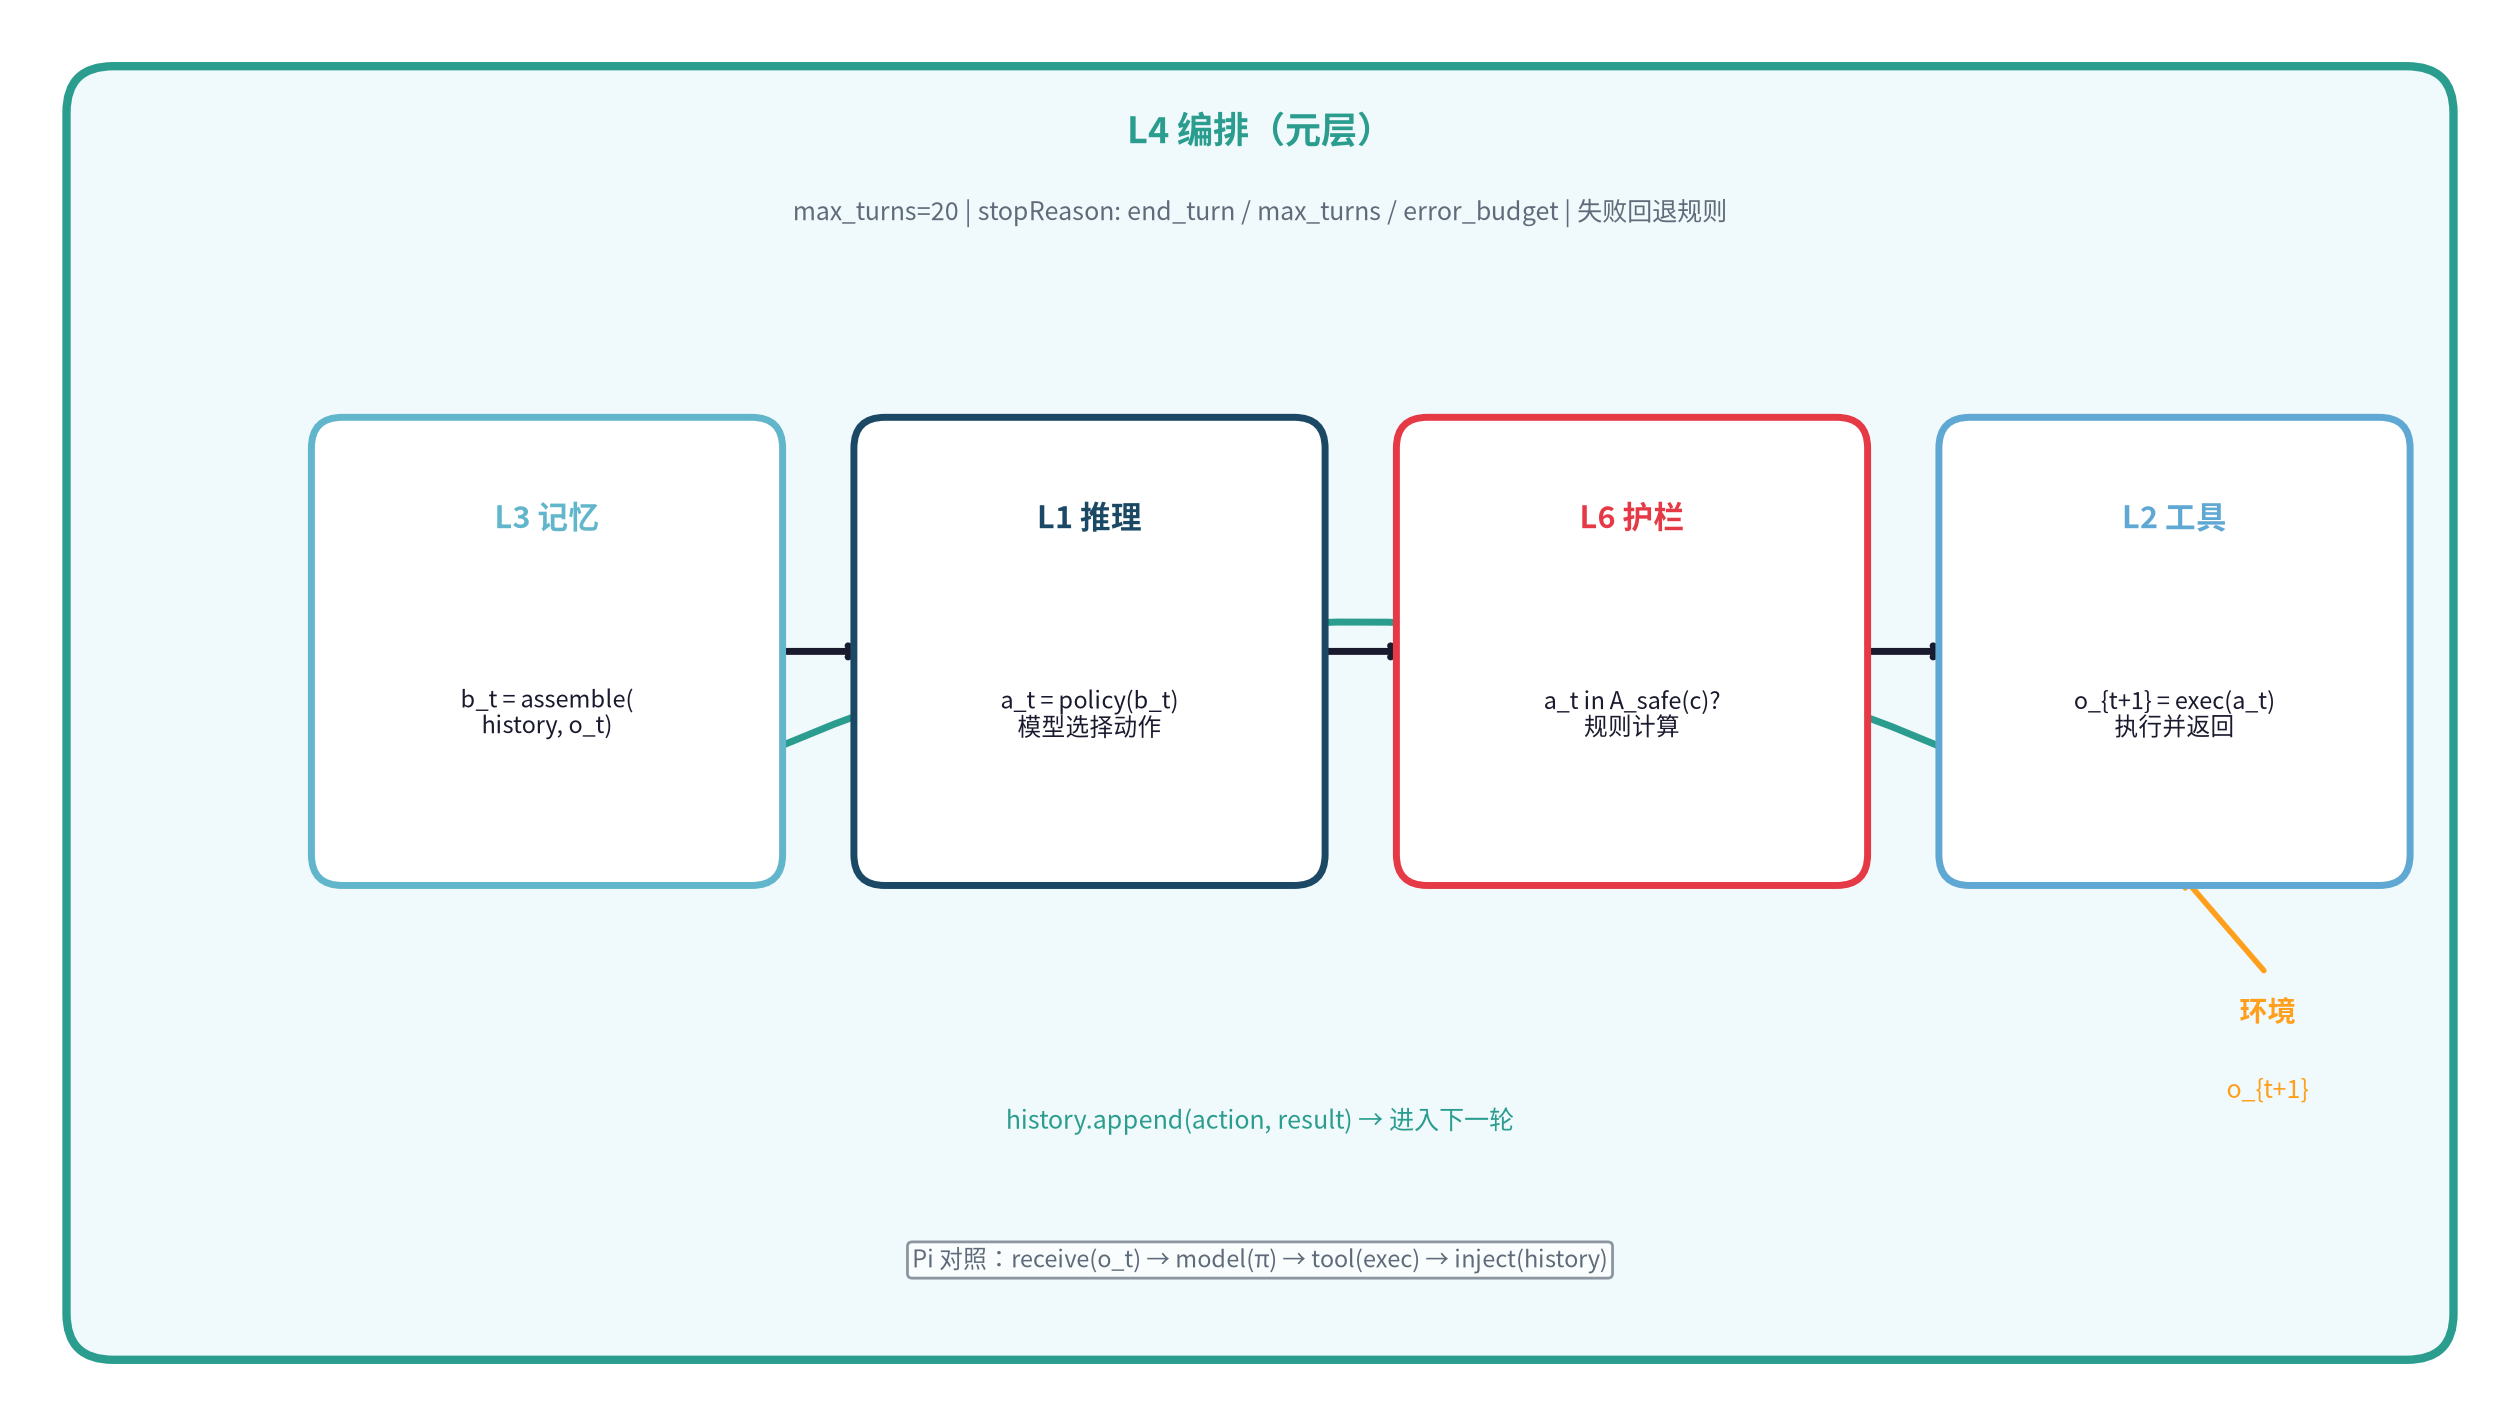 L4 编排（元层）
max_turns=20 | stopReason: end_turn / max_turns / error_budget | 失败回退规则
L3 记忆
b_t = assemble(
history, o_t)
L1 推理
a_t = policy(b_t)
模型选择动作
L6 护栏
a_t in A_safe(c)?
规则计算
L2 工具
o_{t+1} = exec(a_t)
执行并返回
环境
o_{t+1}
history.append(action, result) → 进入下一轮
Pi 对照：receive(o_t) → model(π) → tool(exec) → inject(history)